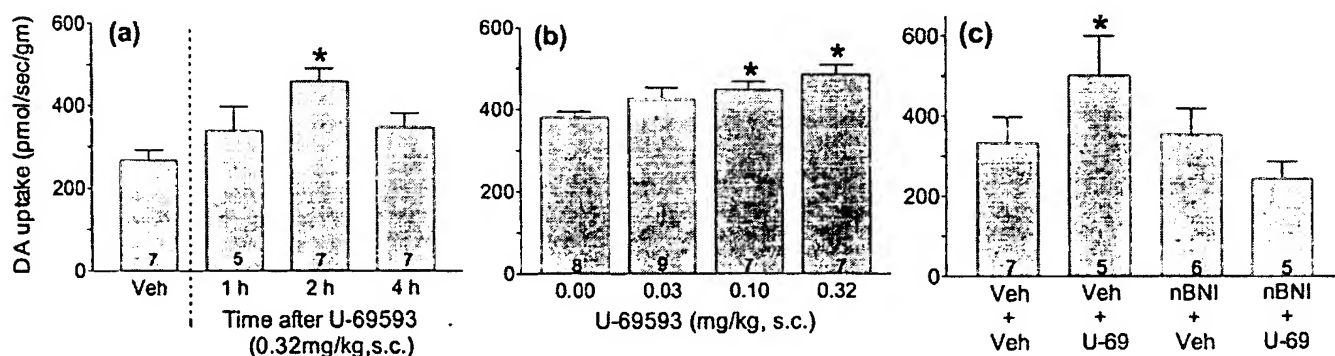 (a)
DA uptake (pmol/sec/gm)
600
400
200
0
*
7
5
7
7
Veh
1 h
2 h
4 h
Time after U-69593
(0.32mg/kg,s.c.)
(b)
600
400
200
0
*
*
8
9
7
7
0.00
0.03
0.10
0.32
U-69593 (mg/kg, s.c.)
(c)
600
400
200
0
*
7
5
6
5
Veh
+
Veh
Veh
+
U-69
nBNI
+
Veh
nBNI
+
U-69